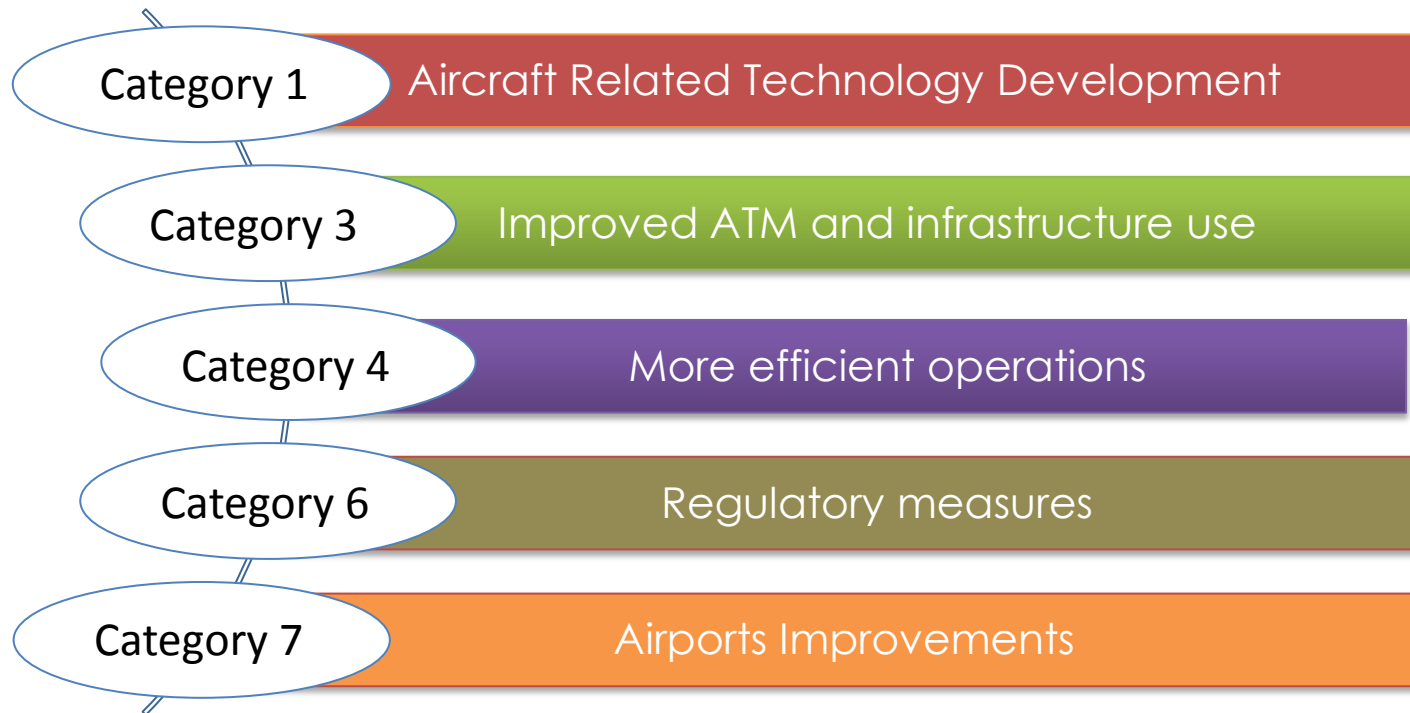 Category 1
Aircraft Related Technology Development
Category 3
Improved ATM and infrastructure use
Category 4
More efficient operations
Category 6
Regulatory measures
Category 7
Airports Improvements